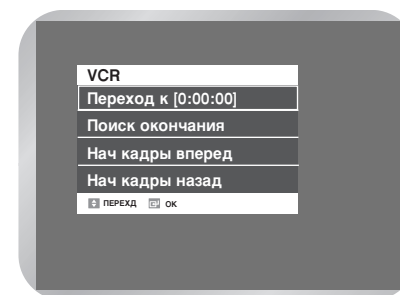 VCR
Переход к [0:00:00]
Поиск окончания
Нач кадры вперед
Нач кадры назад
ПЕРЕХД OK